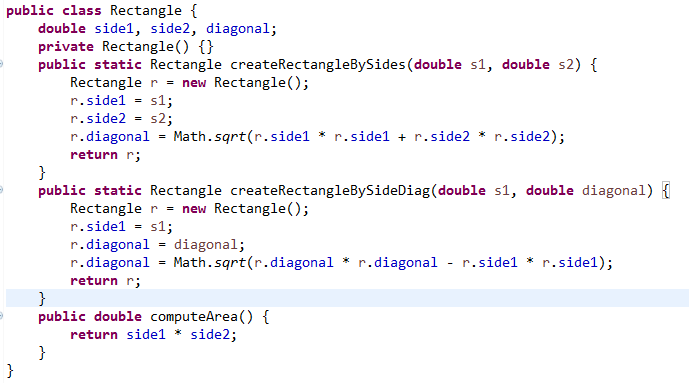 public class Rectangle {
    double side1, side2, diagonal;
    private Rectangle() {}
    public static Rectangle createRectangleBySides(double s1, double s2) {
        Rectangle r = new Rectangle();
        r.side1 = s1;
        r.side2 = s2;
        r.diagonal = Math.sqrt(r.side1 * r.side1 + r.side2 * r.side2);
        return r;
    }
    public static Rectangle createRectangleBySideDiag(double s1, double diagonal) {
        Rectangle r = new Rectangle();
        r.side1 = s1;
        r.diagonal = diagonal;
        r.diagonal = Math.sqrt(r.diagonal * r.diagonal - r.side1 * r.side1);
        return r;
    }
    public double computeArea() {
        return side1 * side2;
    }
}